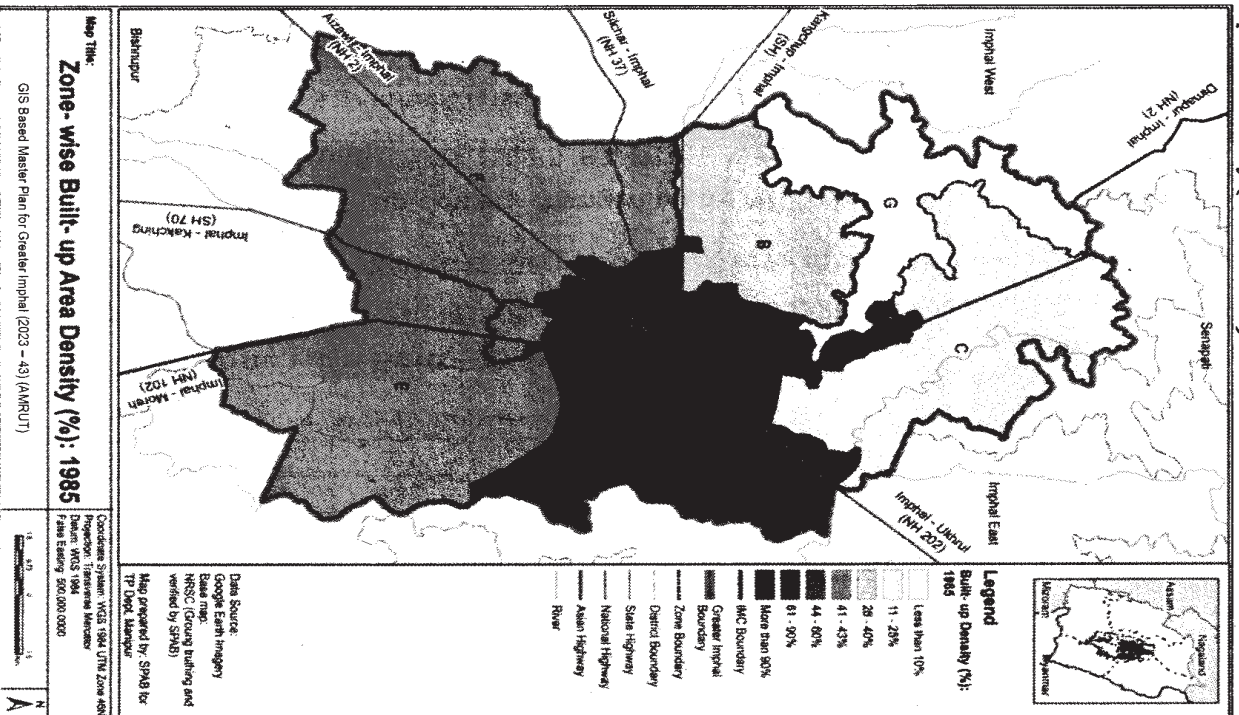 Map Title:
Zone- wise Built- up Area Density (%): 1985
GIS Based Master Plan for Greater Imphal (2023 – 43) (AMRUT)
Coordinate System: WGS 1984 UTM Zone 46N
Projection: Transverse Mercator
Datum: WGS 1984
False Easting: 500,000.0000
N
Bishnupur
Aizawl - Imphal
(NH 2)
Silchar - Imphal
(NH 37)
Kangchup - Imphal
(SH)
Imphal West
Dimapur - Imphal
(NH 2)
Senapati
Imphal - Kakching
(SH 70)
Imphal - Moreh
(NH 102)
Imphal - Ukhrul
(NH 202)
Imphal East
G
B
C
F
E
Assam
Nagaland
Mizoram
Myanmar
Legend
Built- up Density (%):
1985
Less than 10%
11 - 25%
26 - 40%
41 - 43%
44 - 60%
61 - 90%
More than 90%
IMC Boundary
Greater Imphal
Boundary
Zone Boundary
District Boundary
State Highway
National Highway
Asian Highway
River
Data Source:
Google Earth Imagery
Base map:
NRSC (Groung truthing and
verified by SPAB)
Map prepared by: SPAB for
TP Dept. Manipur